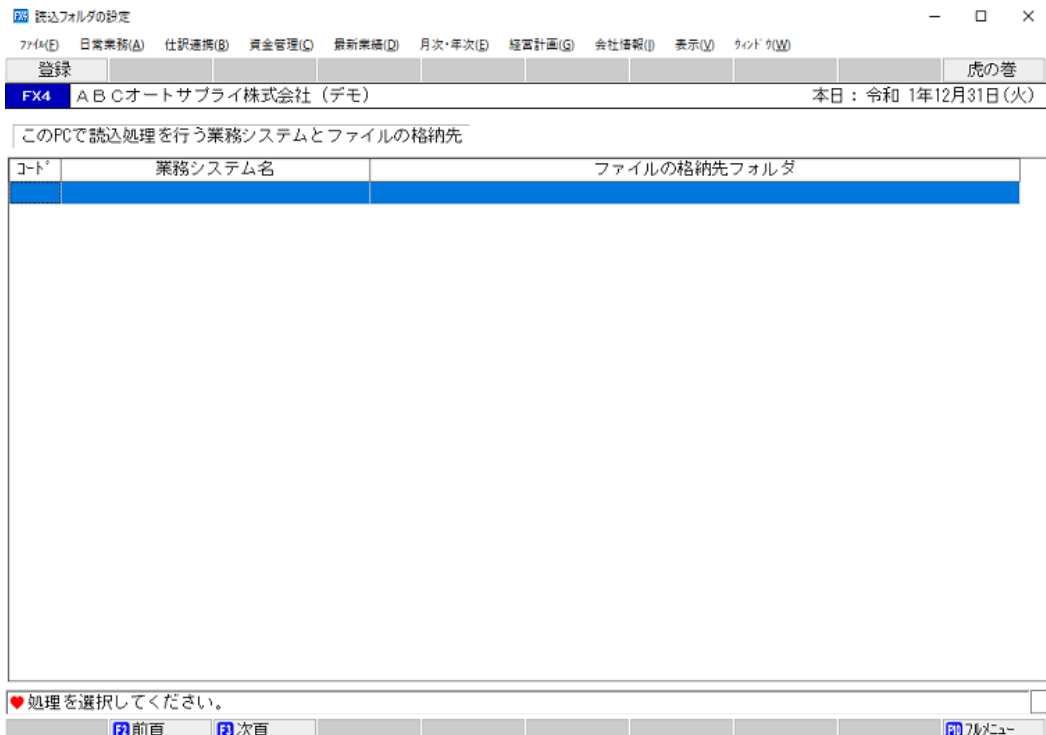 FX4 読込フォルダの設定
ファイル(F) 日常業務(A) 仕訳連携(B) 資金管理(C) 最新業績(D) 月次・年次(E) 経営計画(G) 会社情報(I) 表示(V) ウィンドウ(W)
登録 虎の巻
FX4 ABCオートサプライ株式会社(デモ) 本日:令和 1年12月31日(火)
このPCで読込処理を行う業務システムとファイルの格納先
コード 業務システム名 ファイルの格納先フォルダ
処理を選択してください。
F2 前頁 F3 次頁 F10 フルメニュー